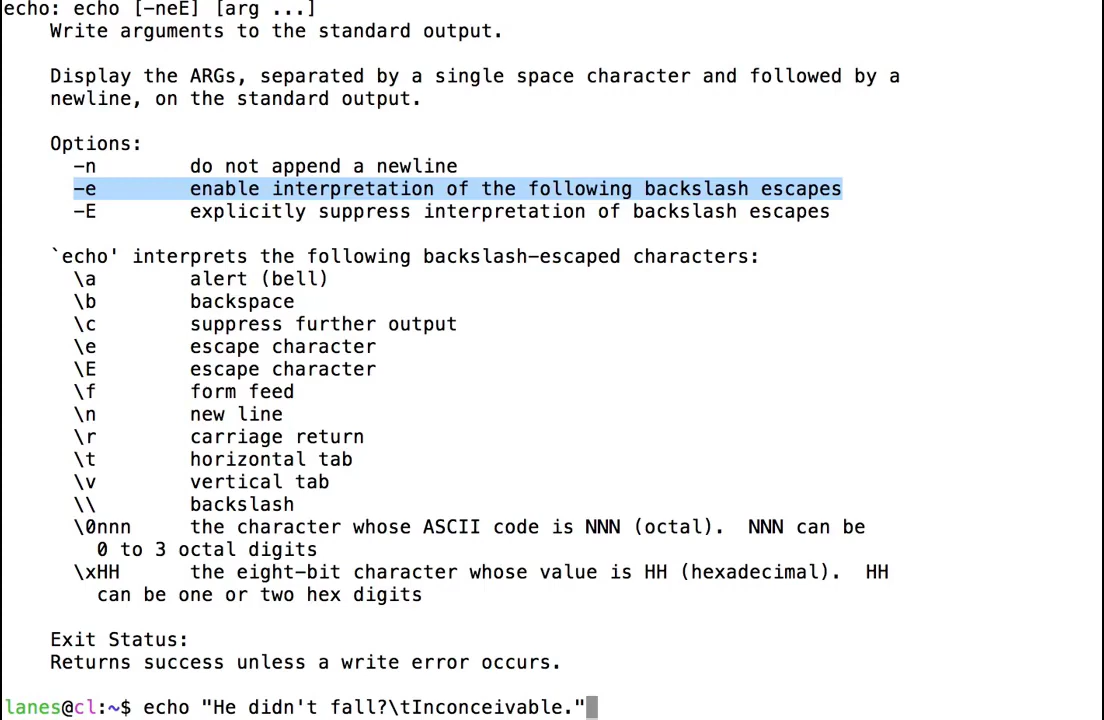 echo: echo [-neE] [arg ...]
    Write arguments to the standard output.

    Display the ARGs, separated by a single space character and followed by a
    newline, on the standard output.

    Options:
      -n        do not append a newline
      -e        enable interpretation of the following backslash escapes
      -E        explicitly suppress interpretation of backslash escapes

    `echo' interprets the following backslash-escaped characters:
      \a        alert (bell)
      \b        backspace
      \c        suppress further output
      \e        escape character
      \E        escape character
      \f        form feed
      \n        new line
      \r        carriage return
      \t        horizontal tab
      \v        vertical tab
      \\        backslash
      \0nnn     the character whose ASCII code is NNN (octal).  NNN can be
        0 to 3 octal digits
      \xHH      the eight-bit character whose value is HH (hexadecimal).  HH
        can be one or two hex digits

    Exit Status:
    Returns success unless a write error occurs.

lanes@cl:~$ echo "He didn't fall?\tInconceivable."